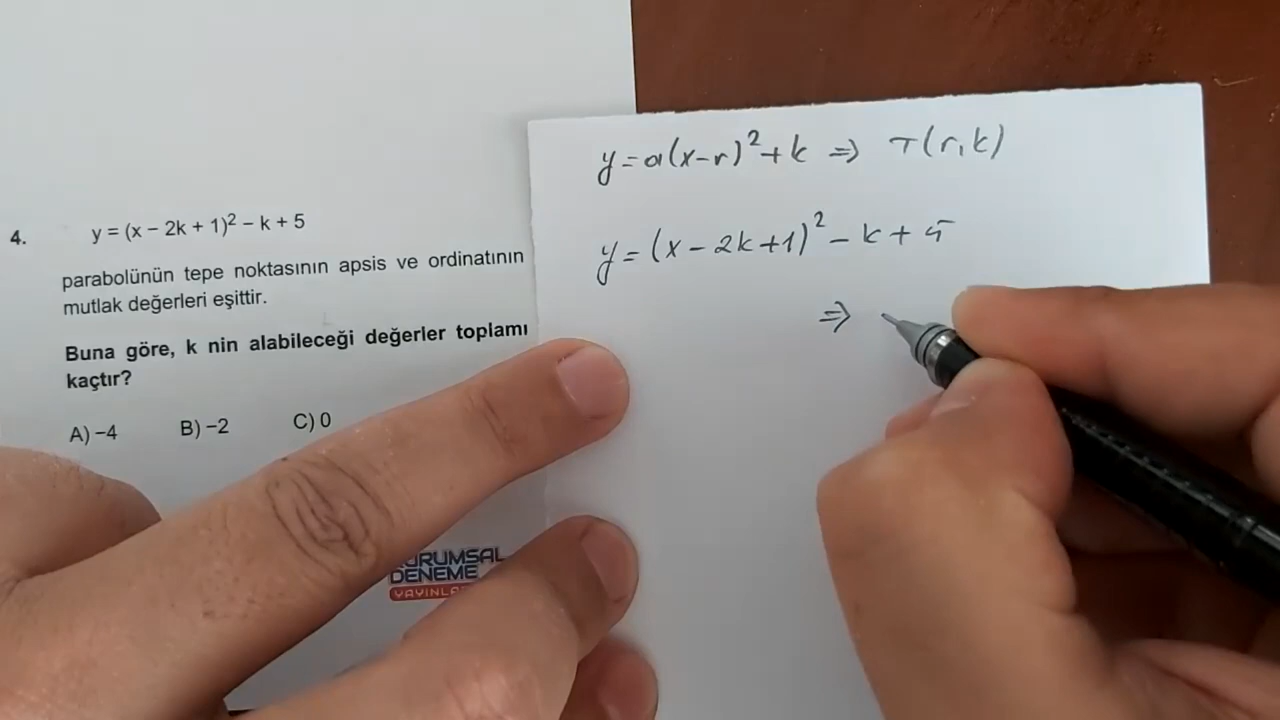 4. y = (x – 2k + 1)² – k + 5
parabolünün tepe noktasının apsis ve ordinatının
mutlak değerleri eşittir.
Buna göre, k nin alabileceği değerler toplamı
kaçtır?
A) –4 B) –2 C) 0
DENEME
y = a(x-r)² + k ⇒ T(r,k)
y = (x - 2k + 1)² - k + 5
⇒